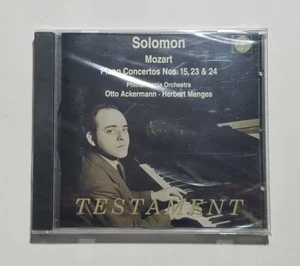 Solomon
Mozart
Piano Concertos Nos. 15, 23 & 24
Philharmonia Orchestra
Otto Ackermann · Herbert Menges
TESTAMENT